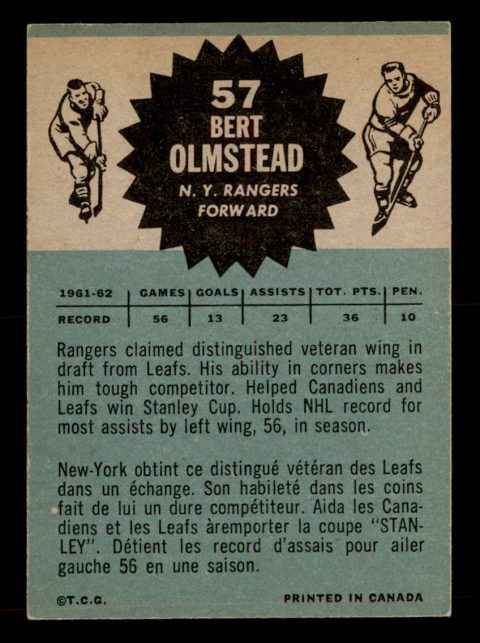 57
BERT
OLMSTEAD
N. Y. RANGERS
FORWARD
1961-62 GAMES GOALS ASSISTS TOT. PTS. PEN.
RECORD 56 13 23 36 10
Rangers claimed distinguished veteran wing in
draft from Leafs. His ability in corners makes
him tough competitor. Helped Canadiens and
Leafs win Stanley Cup. Holds NHL record for
most assists by left wing, 56, in season.
New-York obtint ce distingué vétéran des Leafs
dans un échange. Son habileté dans les coins
fait de lui un dure compétiteur. Aida les Cana-
diens et les Leafs àremporter la coupe "STAN-
LEY". Détient les record d'assais pour ailer
gauche 56 en une saison.
©T.C.G. PRINTED IN CANADA